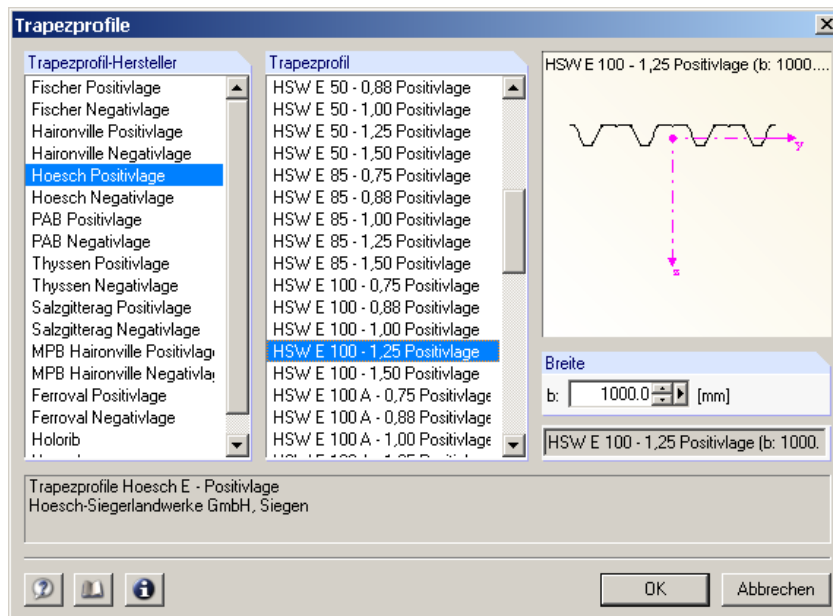 Trapezprofile
Trapezprofil-Hersteller
Fischer Positivlage
Fischer Negativlage
Haironville Positivlage
Haironville Negativlage
Hoesch Positivlage
Hoesch Negativlage
PAB Positivlage
PAB Negativlage
Thyssen Positivlage
Thyssen Negativlage
Salzgitterag Positivlage
Salzgitterag Negativlage
MPB Haironville Positivlag
MPB Haironville Negativla
Ferroval Positivlage
Ferroval Negativlage
Holorib
Trapezprofil
HSW E 50 - 0,88 Positivlage
HSW E 50 - 1,00 Positivlage
HSW E 50 - 1,25 Positivlage
HSW E 50 - 1,50 Positivlage
HSW E 85 - 0,75 Positivlage
HSW E 85 - 0,88 Positivlage
HSW E 85 - 1,00 Positivlage
HSW E 85 - 1,25 Positivlage
HSW E 85 - 1,50 Positivlage
HSW E 100 - 0,75 Positivlage
HSW E 100 - 0,88 Positivlage
HSW E 100 - 1,00 Positivlage
HSW E 100 - 1,25 Positivlage
HSW E 100 - 1,50 Positivlage
HSW E 100 A - 0,75 Positivlage
HSW E 100 A - 0,88 Positivlage
HSW E 100 A - 1,00 Positivlage
HSW E 100 - 1,25 Positivlage (b: 1000....
y
z
Breite
b: 1000.0 [mm]
HSW E 100 - 1,25 Positivlage (b: 1000.
Trapezprofile Hoesch E - Positivlage
Hoesch-Siegerlandwerke GmbH, Siegen
OK
Abbrechen